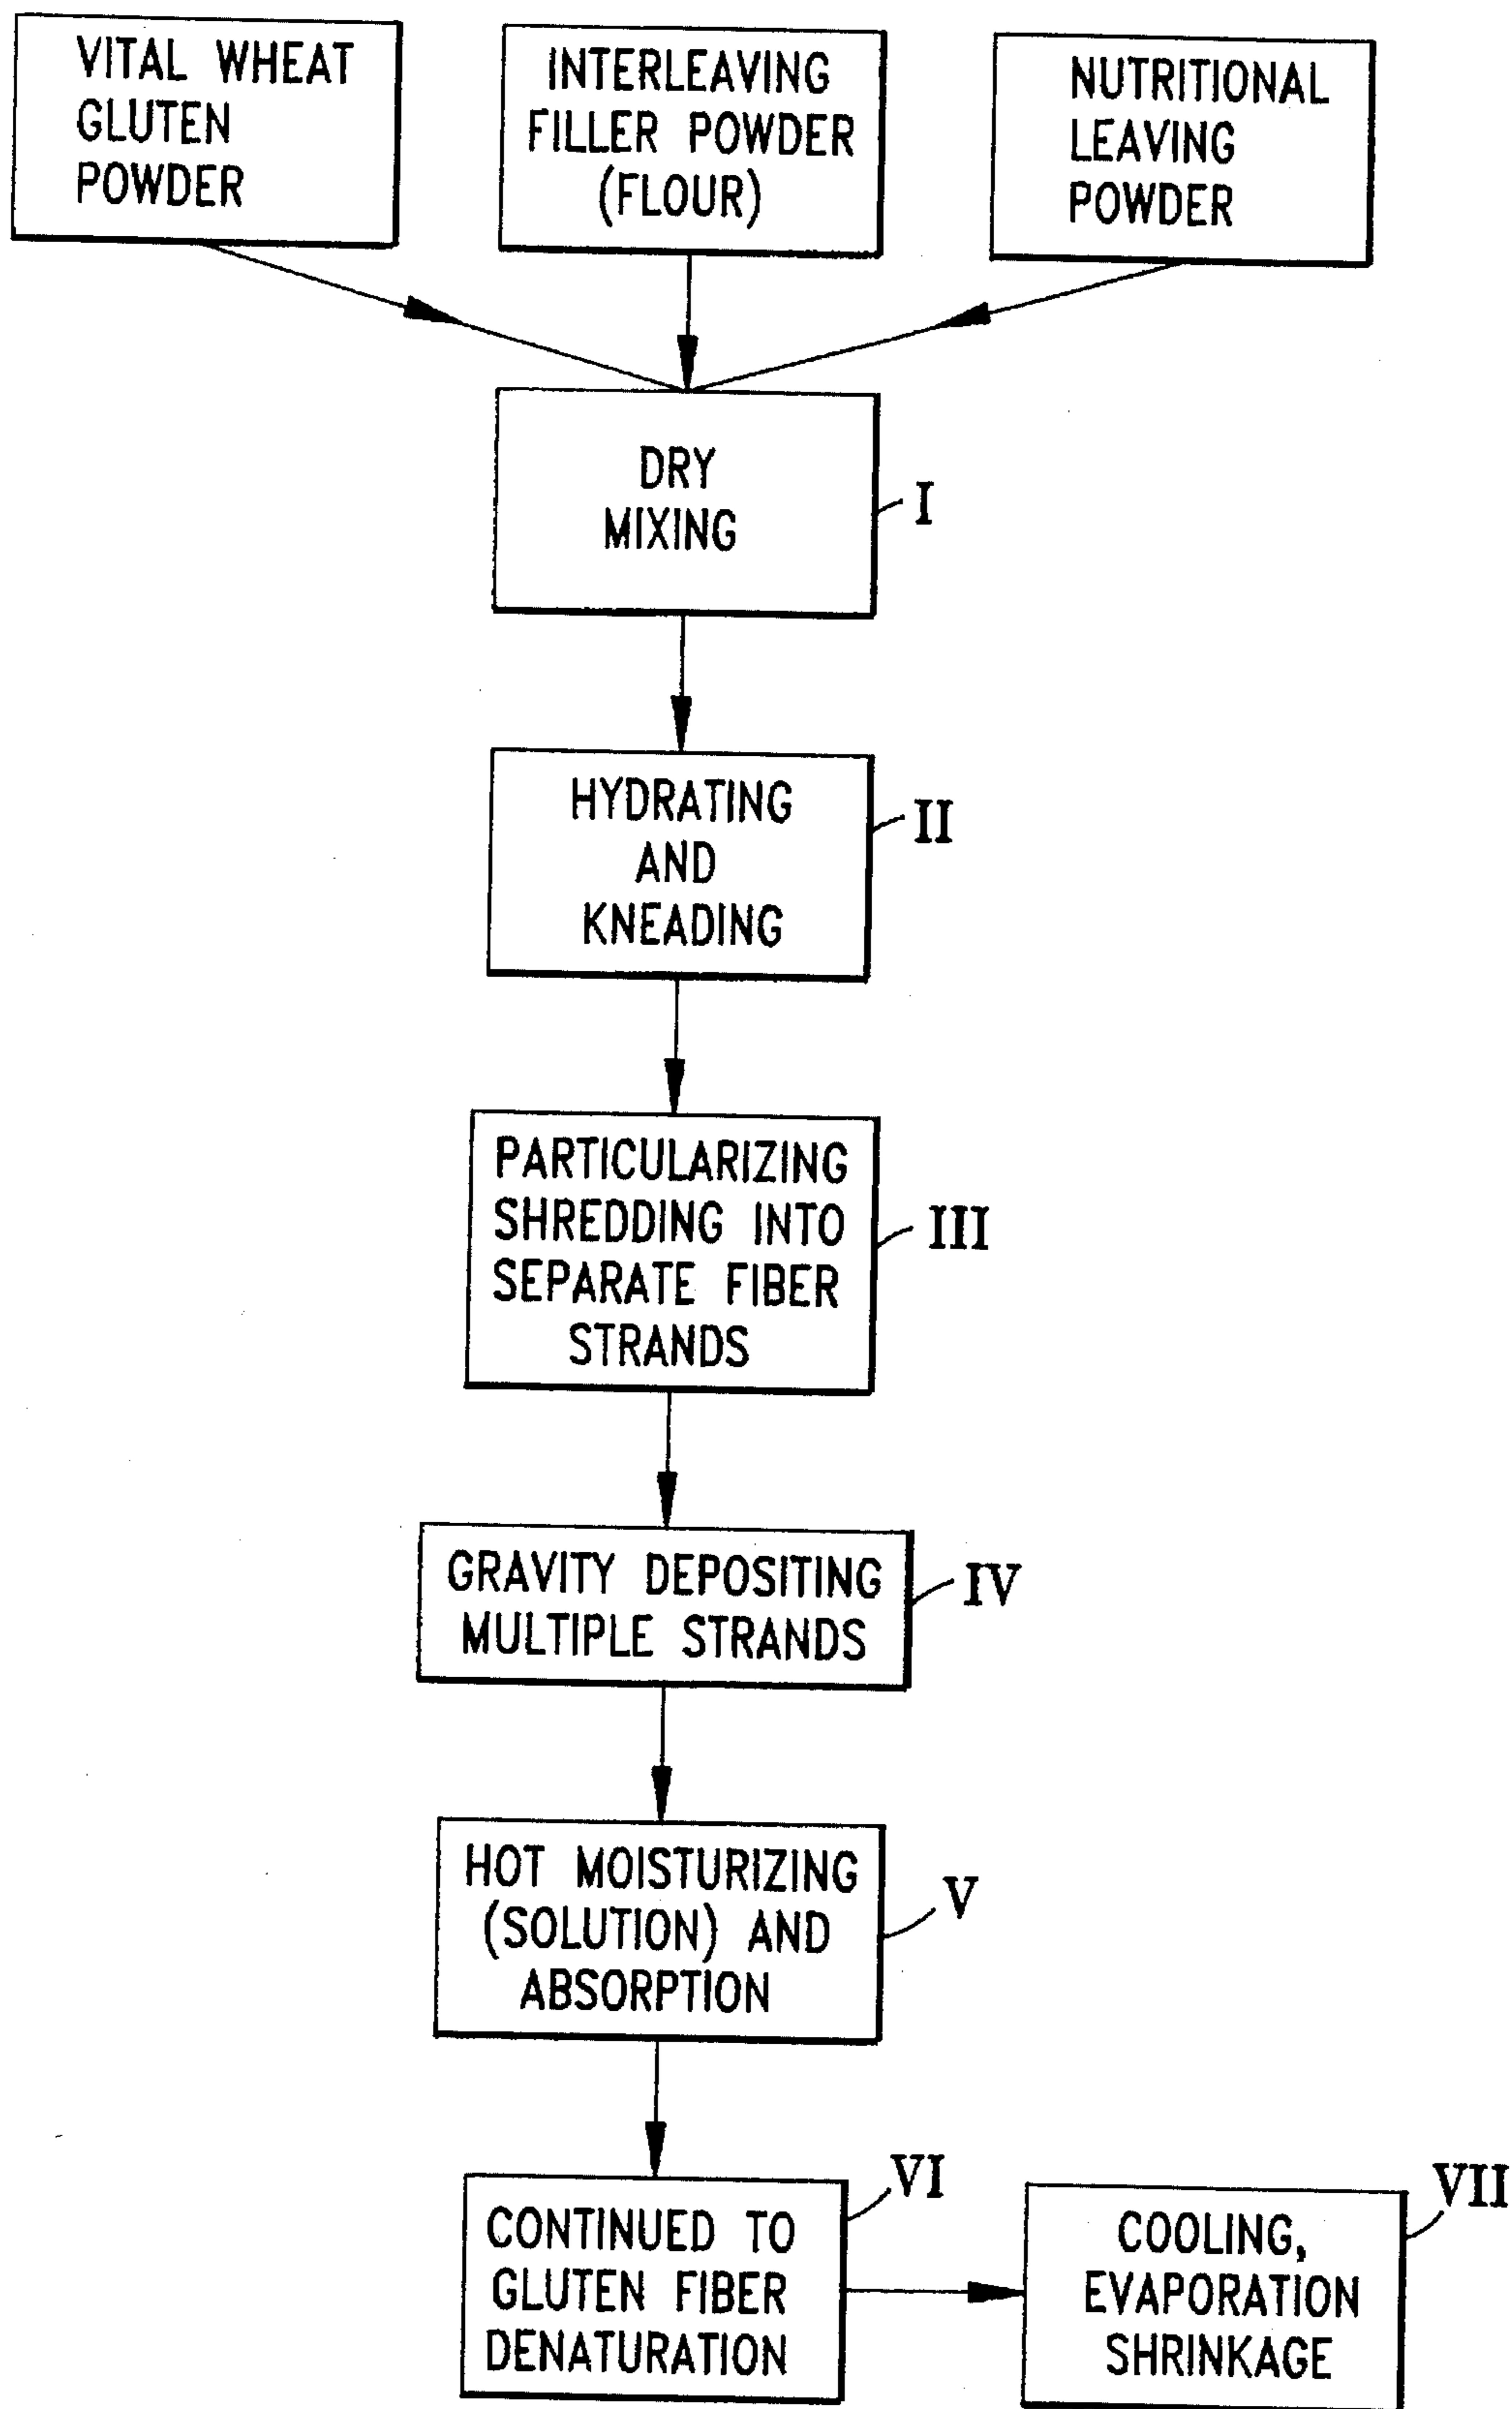 VITAL WHEAT
GLUTEN
POWDER
INTERLEAVING
FILLER POWDER
(FLOUR)
NUTRITIONAL
LEAVING
POWDER
DRY
MIXING
I
HYDRATING
AND
KNEADING
II
PARTICULARIZING
SHREDDING INTO
SEPARATE FIBER
STRANDS
III
GRAVITY DEPOSITING
MULTIPLE STRANDS
IV
HOT MOISTURIZING
(SOLUTION) AND
ABSORPTION
V
CONTINUED TO
GLUTEN FIBER
DENATURATION
VI
COOLING,
EVAPORATION
SHRINKAGE
VII